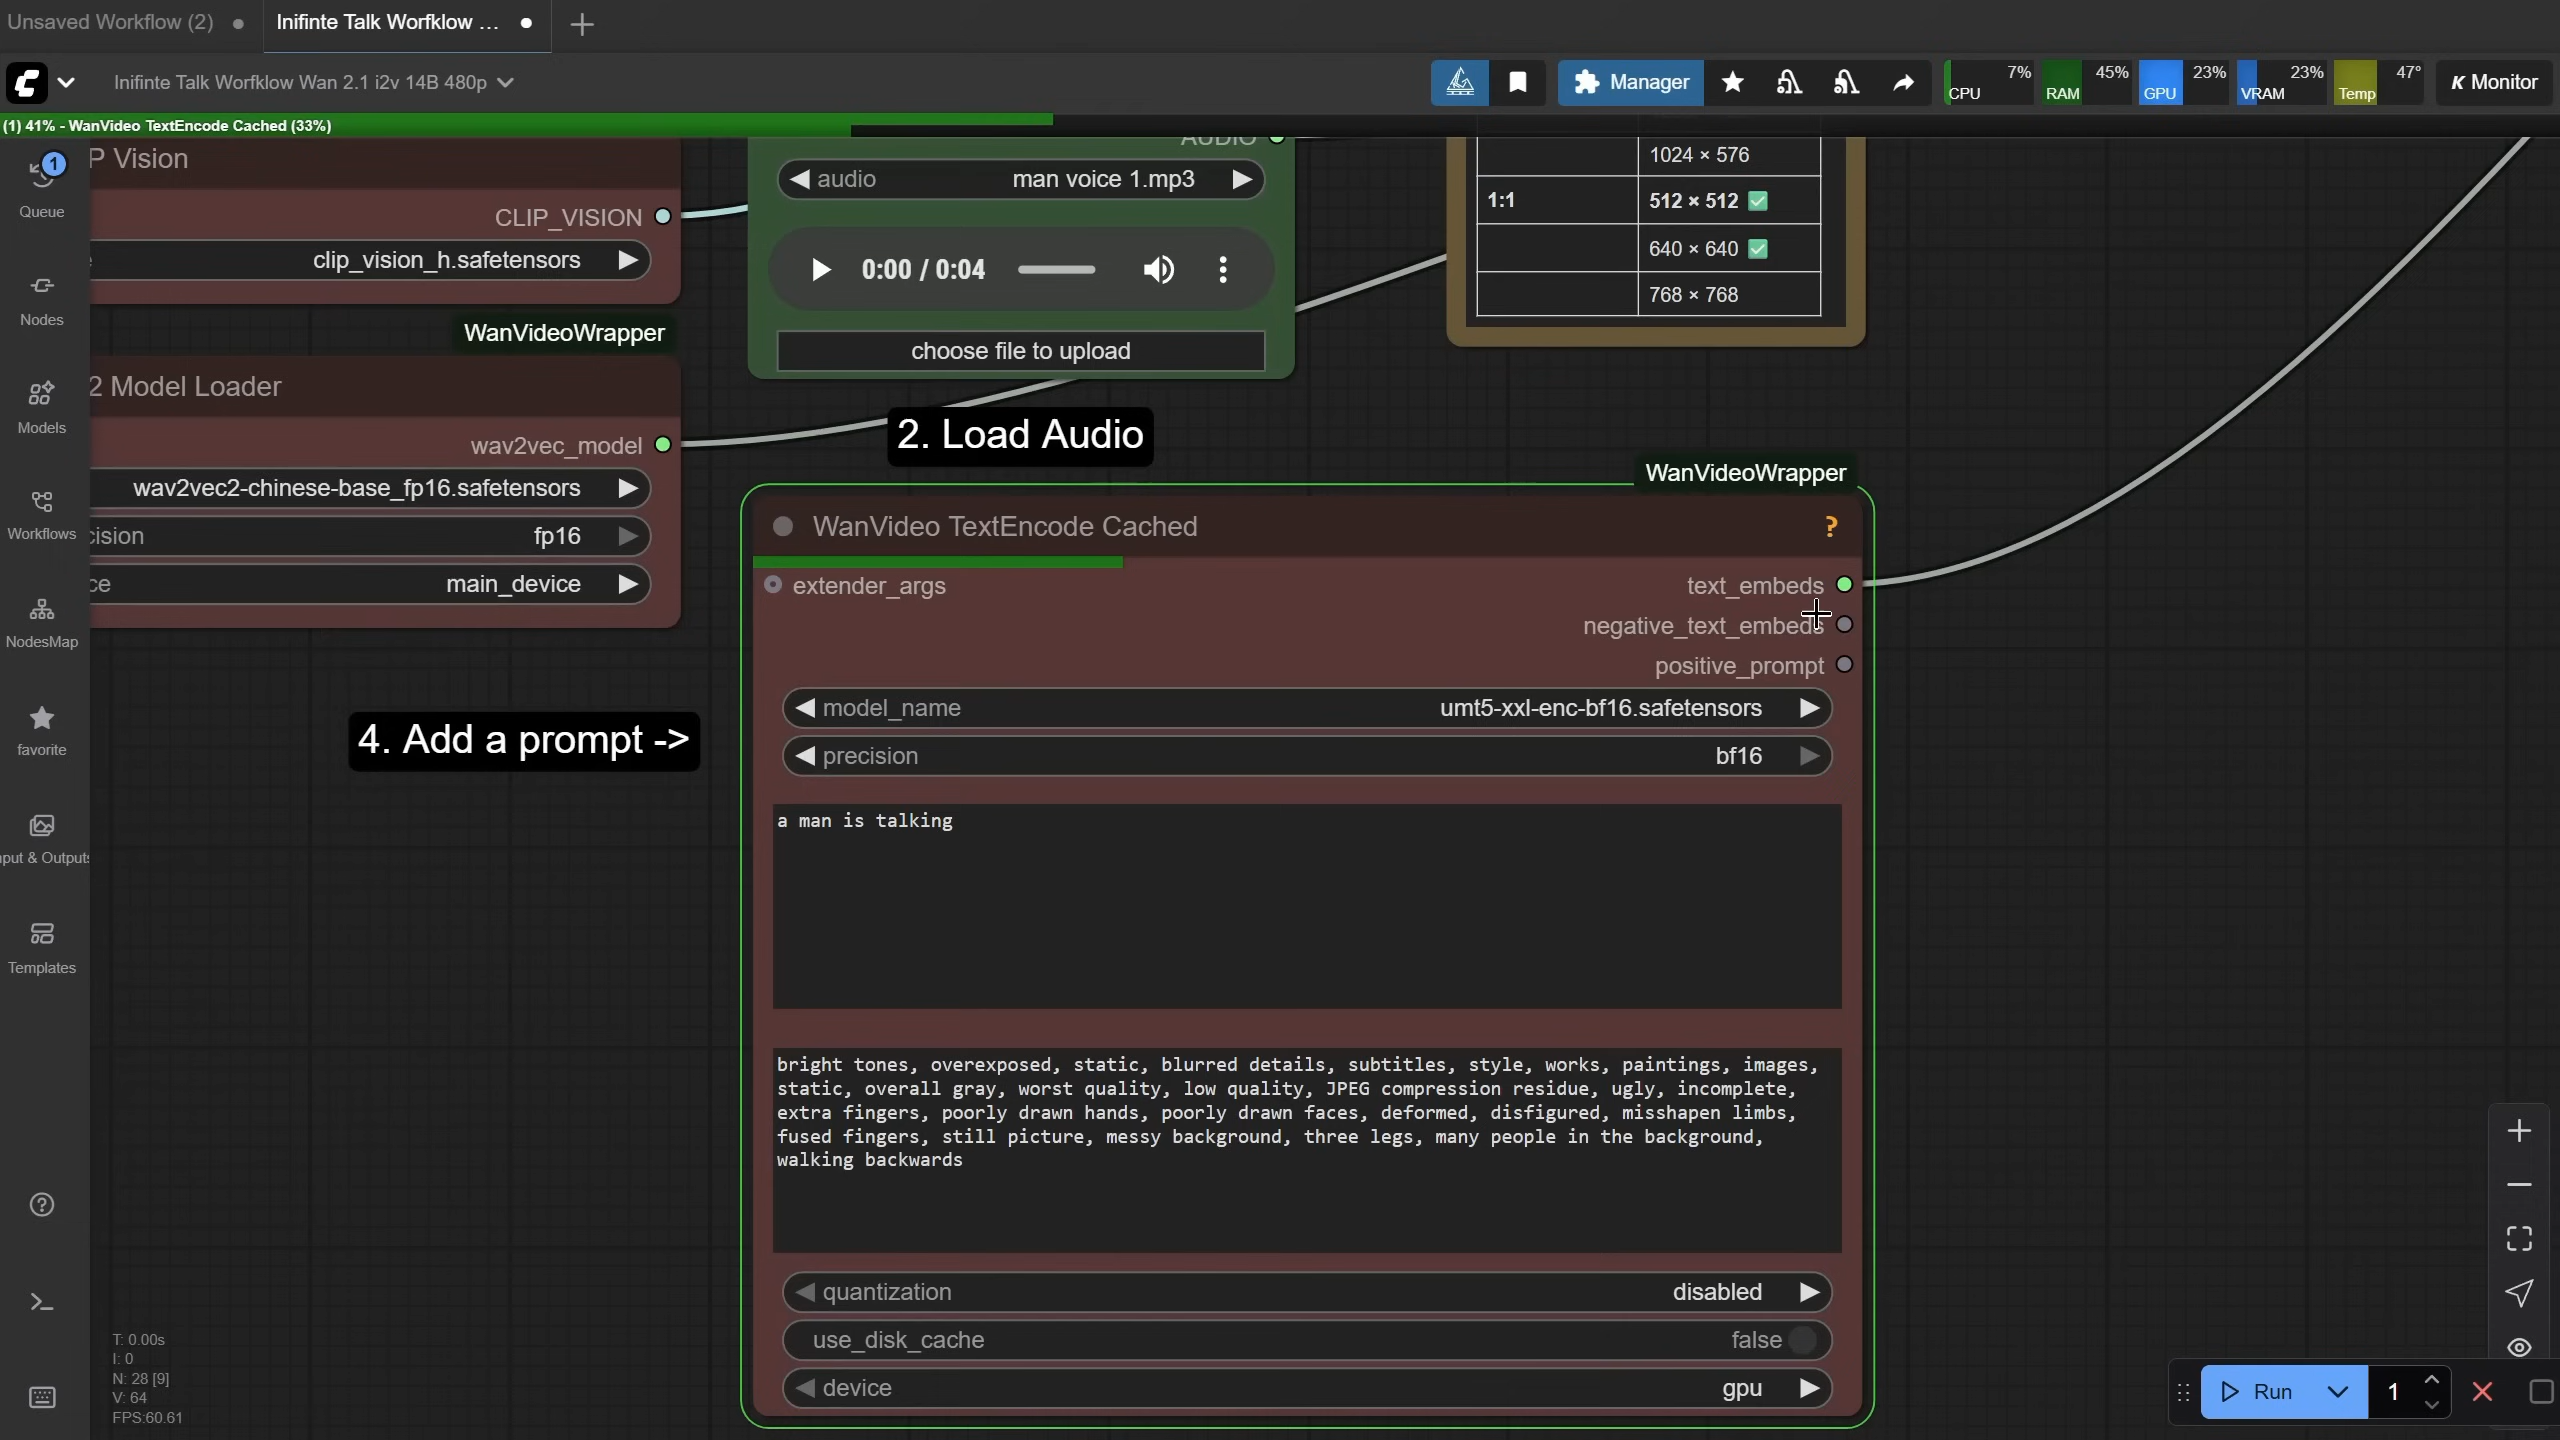 Unsaved Workflow (2)
Inifinte Talk Worfklow ...
Inifinte Talk Worfklow Wan 2.1 i2v 14B 480p
Manager
7%
CPU
45%
RAM
23%
GPU
23%
VRAM
47°
Temp
K Monitor
(1) 41% - WanVideo TextEncode Cached (33%)
1
Queue
Nodes
Models
Workflows
NodesMap
favorite
nput & Outputs
Templates
P Vision
CLIP_VISION
clip_vision_h.safetensors
WanVideoWrapper
2 Model Loader
wav2vec_model
wav2vec2-chinese-base_fp16.safetensors
cision
fp16
ce
main_device
AUDIO
audio
man voice 1.mp3
0:00 / 0:04
choose file to upload
2. Load Audio
1024 × 576
1:1
512 × 512 ✅
640 × 640 ✅
768 × 768
4. Add a prompt ->
WanVideoWrapper
WanVideo TextEncode Cached
?
extender_args
text_embeds
negative_text_embeds
positive_prompt
model_name
umt5-xxl-enc-bf16.safetensors
precision
bf16
a man is talking
bright tones, overexposed, static, blurred details, subtitles, style, works, paintings, images,
static, overall gray, worst quality, low quality, JPEG compression residue, ugly, incomplete,
extra fingers, poorly drawn hands, poorly drawn faces, deformed, disfigured, misshapen limbs,
fused fingers, still picture, messy background, three legs, many people in the background,
walking backwards
quantization
disabled
use_disk_cache
false
device
gpu
T: 0.00s
I: 0
N: 28 [9]
V: 64
FPS:60.61
Run
1